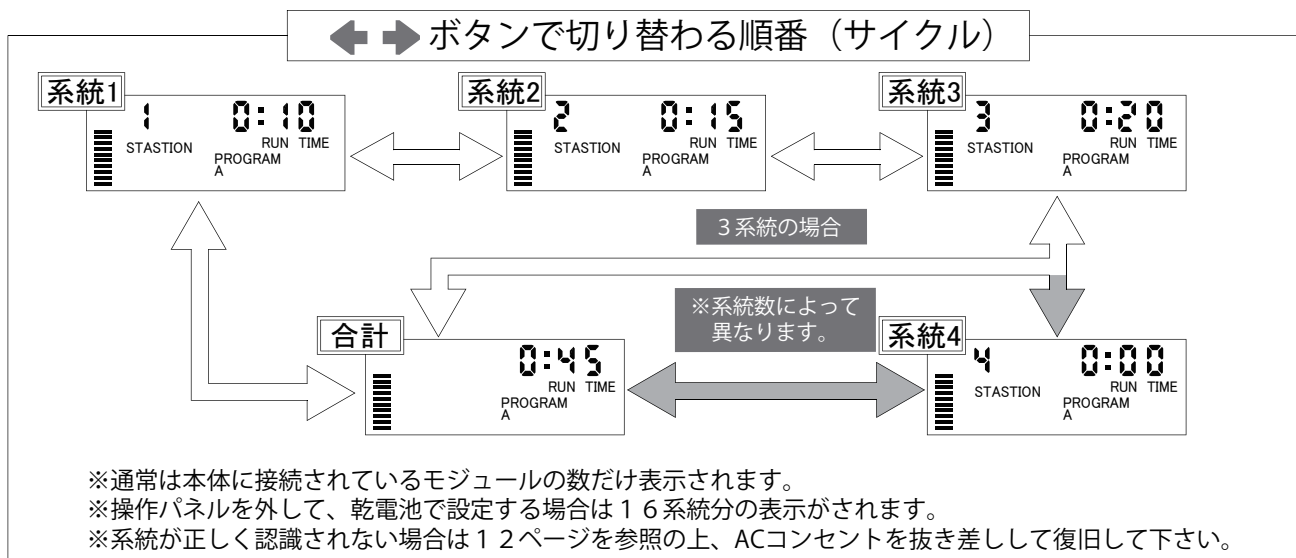 ボタンで切り替わる順番（サイクル）
系統1
1 0:10
STASTION RUN TIME
PROGRAM
A
系統2
2 0:15
STASTION RUN TIME
PROGRAM
A
系統3
3 0:20
STASTION RUN TIME
PROGRAM
A
３系統の場合
※系統数によって
異なります。
合計
0:45
RUN TIME
PROGRAM
A
系統4
4 0:00
STASTION RUN TIME
PROGRAM
A
※通常は本体に接続されているモジュールの数だけ表示されます。
※操作パネルを外して、乾電池で設定する場合は１６系統分の表示がされます。
※系統が正しく認識されない場合は１２ページを参照の上、ACコンセントを抜き差しして復旧して下さい。